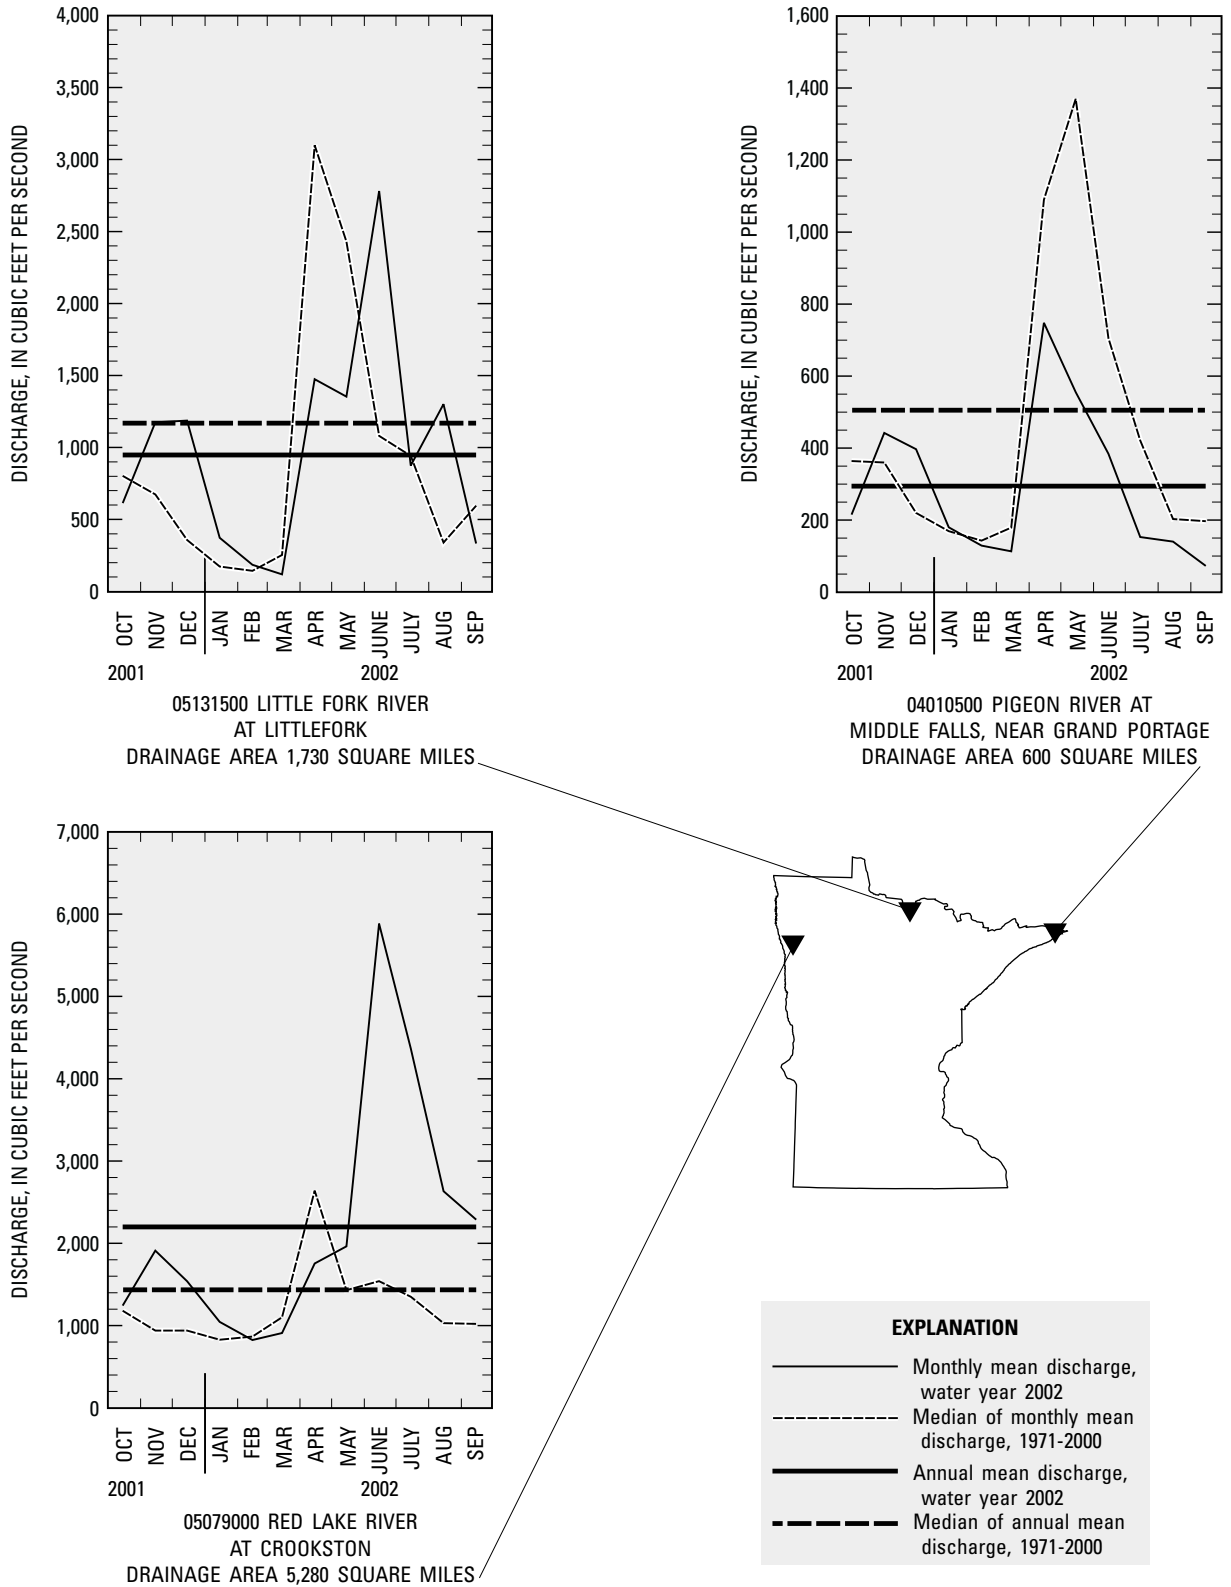 DISCHARGE, IN CUBIC FEET PER SECOND
4,000
3,500
3,000
2,500
2,000
1,500
1,000
500
0
OCT
NOV
DEC
JAN
FEB
MAR
APR
MAY
JUNE
JULY
AUG
SEP
2001
2002
05131500 LITTLE FORK RIVER
AT LITTLEFORK
DRAINAGE AREA 1,730 SQUARE MILES
DISCHARGE, IN CUBIC FEET PER SECOND
1,600
1,400
1,200
1,000
800
600
400
200
0
OCT
NOV
DEC
JAN
FEB
MAR
APR
MAY
JUNE
JULY
AUG
SEP
2001
2002
04010500 PIGEON RIVER AT
MIDDLE FALLS, NEAR GRAND PORTAGE
DRAINAGE AREA 600 SQUARE MILES
DISCHARGE, IN CUBIC FEET PER SECOND
7,000
6,000
5,000
4,000
3,000
2,000
1,000
0
OCT
NOV
DEC
JAN
FEB
MAR
APR
MAY
JUNE
JULY
AUG
SEP
2001
2002
05079000 RED LAKE RIVER
AT CROOKSTON
DRAINAGE AREA 5,280 SQUARE MILES
EXPLANATION
Monthly mean discharge,
water year 2002
Median of monthly mean
discharge, 1971-2000
Annual mean discharge,
water year 2002
Median of annual mean
discharge, 1971-2000